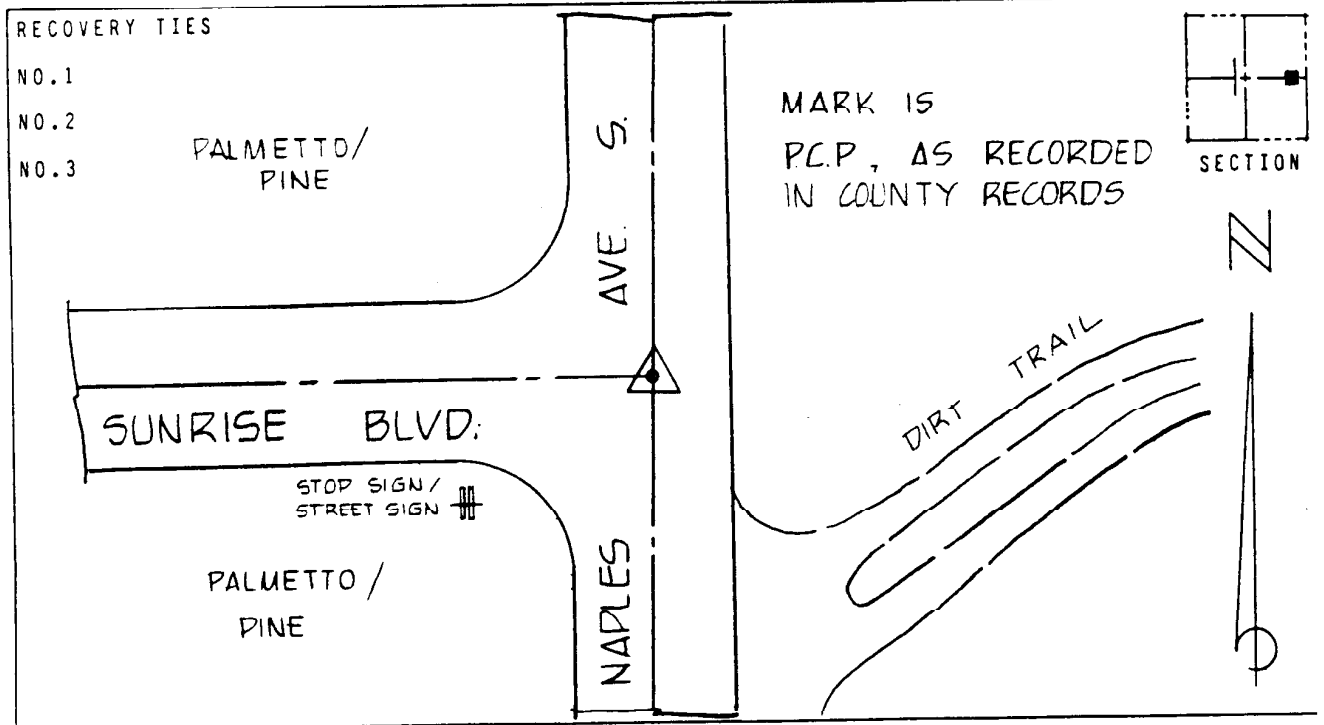 RECOVERY TIES
NO.1
NO.2
NO.3
PALMETTO/
PINE
NAPLES AVE. S.
MARK IS
P.C.P, AS RECORDED
IN COUNTY RECORDS
SECTION
N
DIRT TRAIL
SUNRISE BLVD.
STOP SIGN/
STREET SIGN
PALMETTO/
PINE